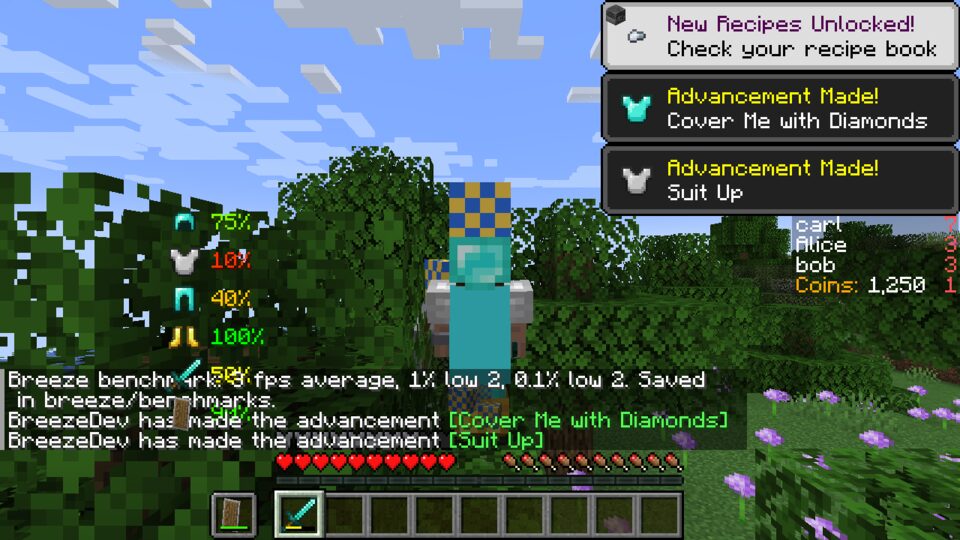 New Recipes Unlocked!
Check your recipe book
Advancement Made!
Cover Me with Diamonds
Advancement Made!
Suit Up
carl 7
Alice 3
bob 3
Coins: 1,250 1
75%
10%
40%
100%
50%
Breeze benchmark: fps average, 1% low 2, 0.1% low 2. Saved
in breeze/benchmarks.
BreezeDev has made the advancement [Cover Me with Diamonds]
BreezeDev has made the advancement [Suit Up]